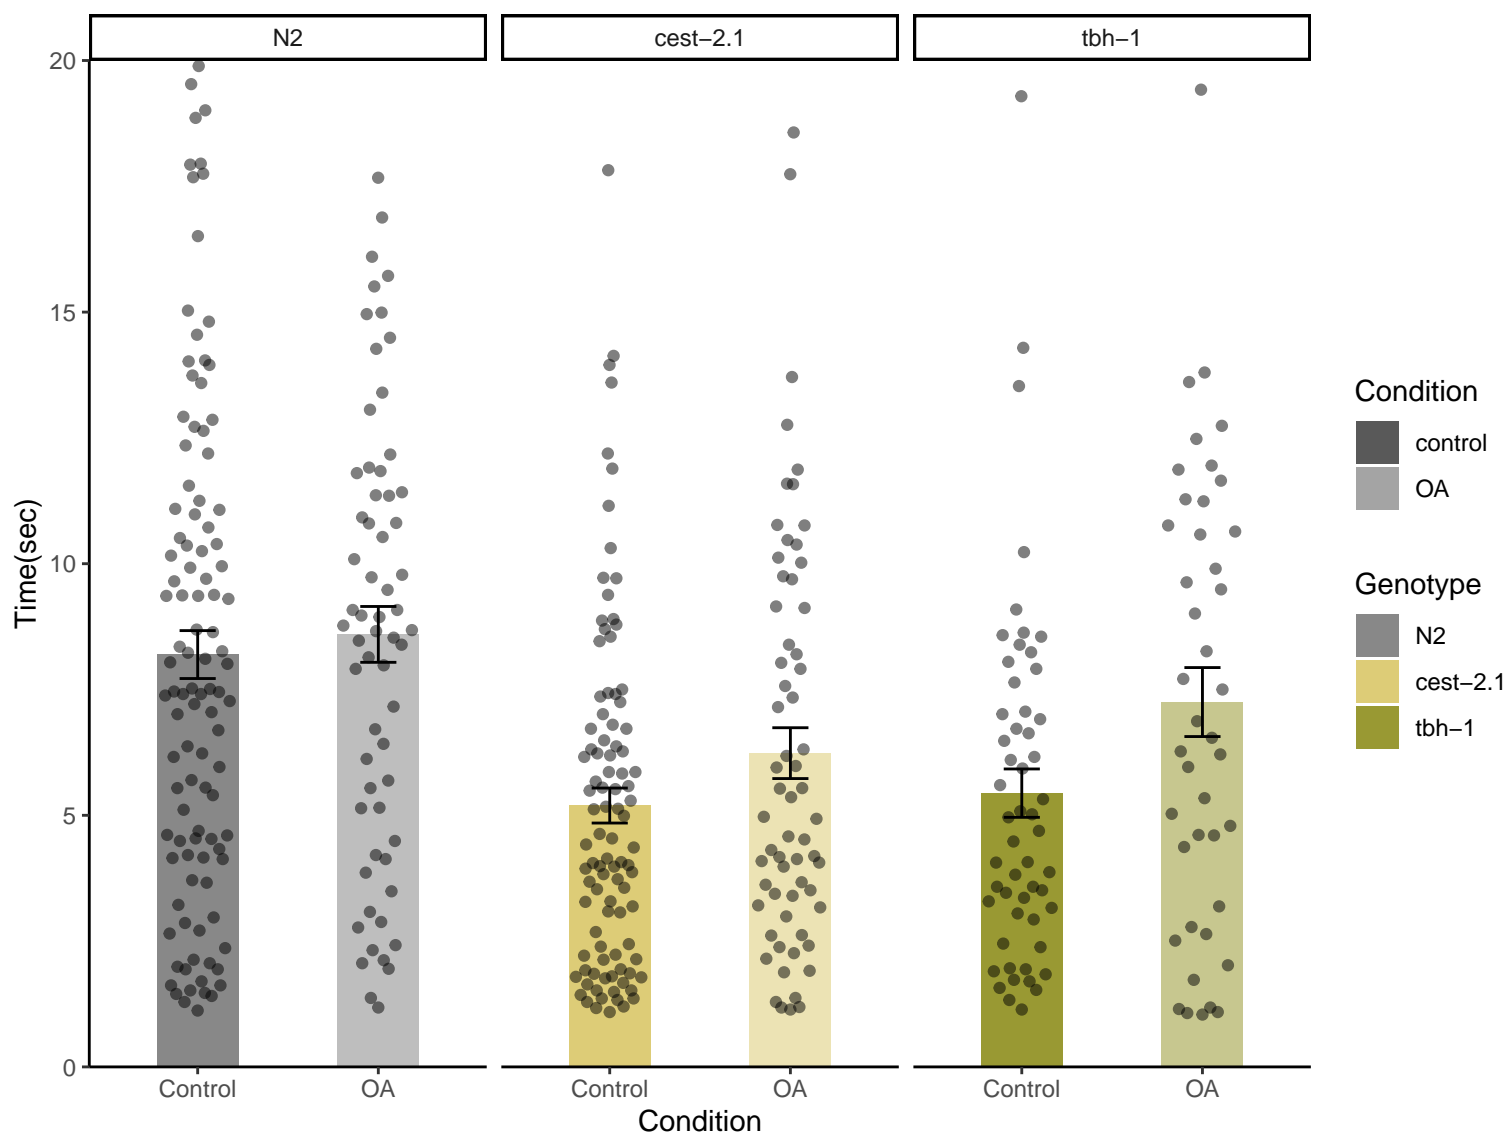 N2
cest−2.1
tbh−1
20
15
10
5
0
Time(sec)
Control
OA
Control
OA
Control
OA
Condition
Condition
control
OA
Genotype
N2
cest−2.1
tbh−1